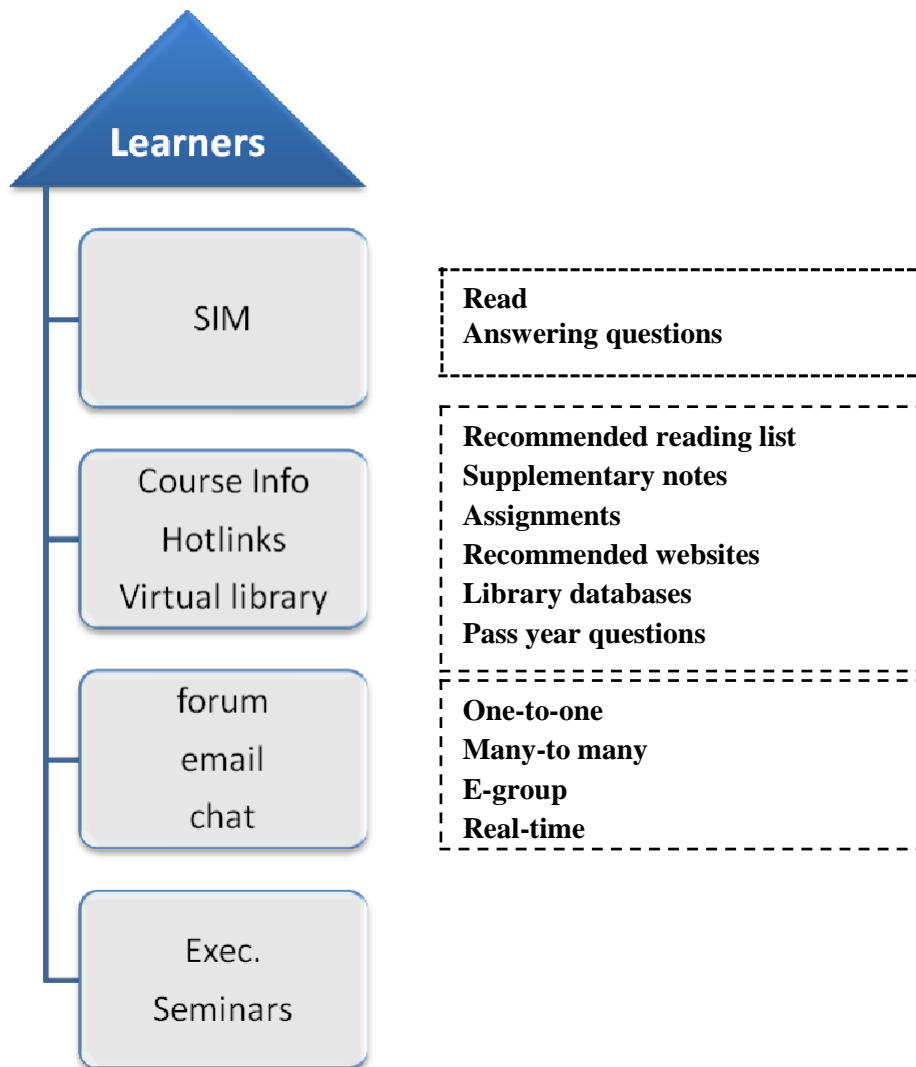 Learners
SIM
Read
Answering questions
Course Info
Hotlinks
Virtual library
Recommended reading list
Supplementary notes
Assignments
Recommended websites
Library databases
Pass year questions
forum
email
chat
One-to-one
Many-to many
E-group
Real-time
Exec.
Seminars